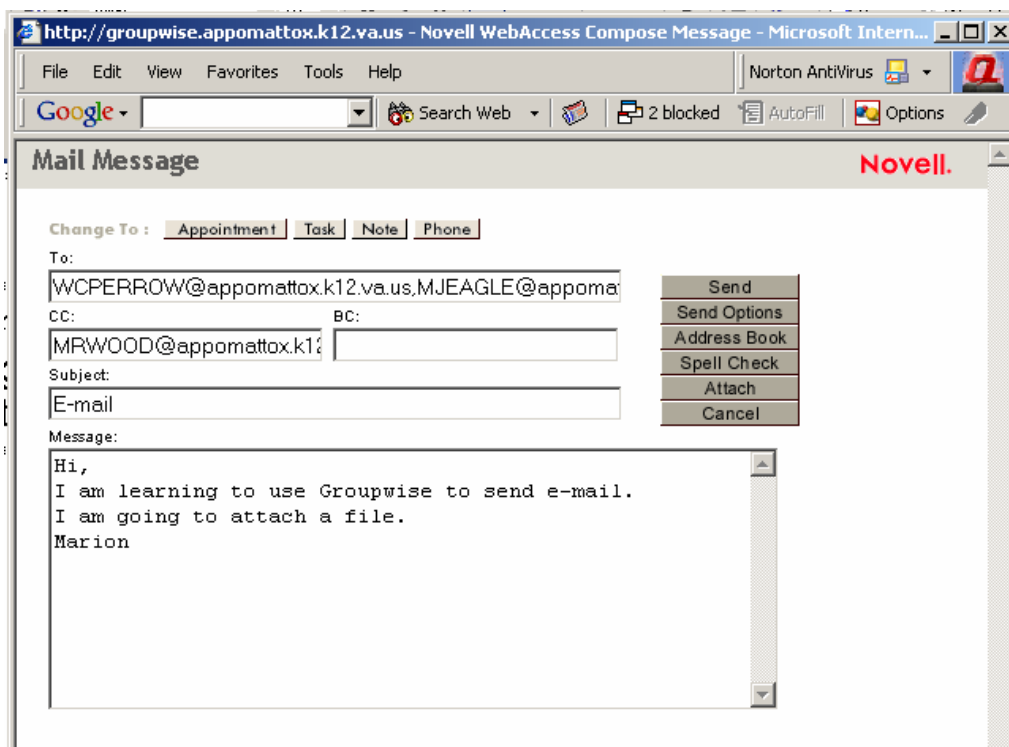 http://groupwise.appomattox.k12.va.us - Novell WebAccess Compose Message - Microsoft Intern...
File Edit View Favorites Tools Help Norton AntiVirus
Google Search Web 2 blocked AutoFill Options
Mail Message Novell.
Change To : Appointment Task Note Phone
To:
WCPERROW@appomattox.k12.va.us,MJEAGLE@appoma
Send
CC: BC:
Send Options
MRWOOD@appomattox.k12
Address Book
Subject:
Spell Check
E-mail
Attach
Cancel
Message:
Hi,
I am learning to use Groupwise to send e-mail.
I am going to attach a file.
Marion